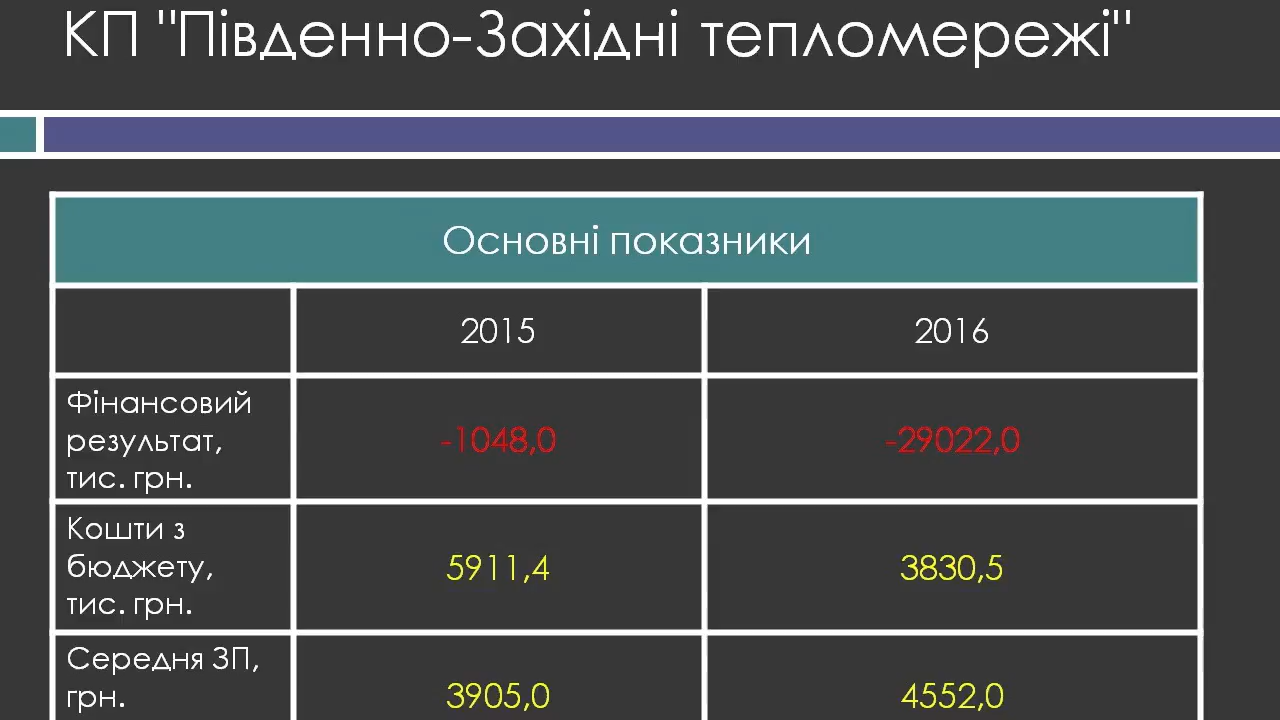 КП "Південно-Західні тепломережі"
Основні показники
2015 2016
Фінансовий
результат,
тис. грн.
-1048,0 -29022,0
Кошти з
бюджету,
тис. грн.
5911,4 3830,5
Середня ЗП,
грн.
3905,0 4552,0